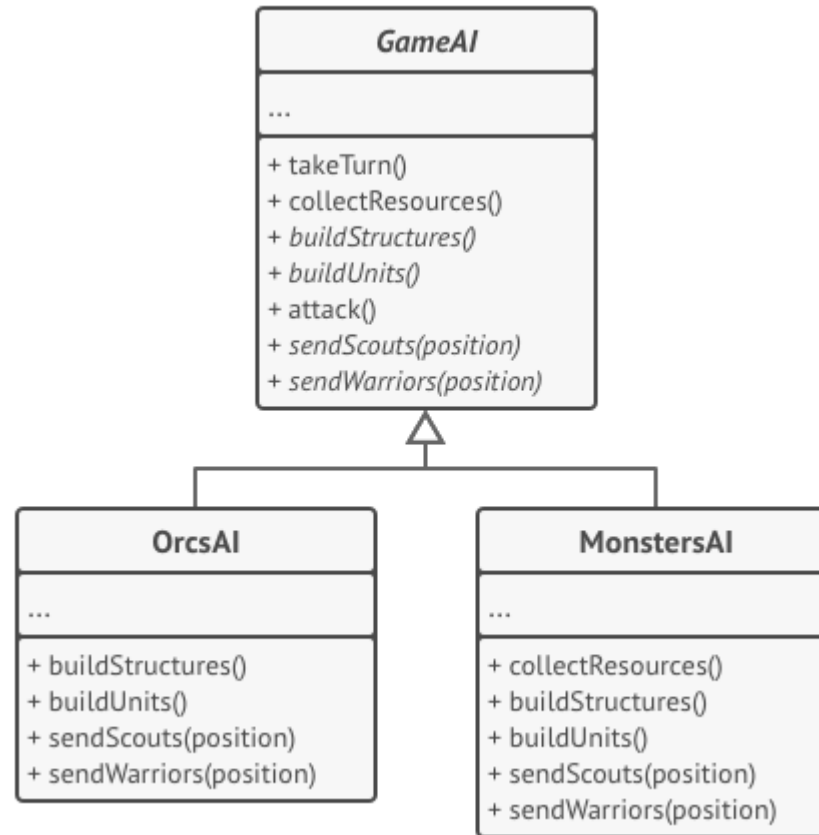 GameAI
...
+ takeTurn()
+ collectResources()
+ buildStructures()
+ buildUnits()
+ attack()
+ sendScouts(position)
+ sendWarriors(position)
OrcsAI
...
+ buildStructures()
+ buildUnits()
+ sendScouts(position)
+ sendWarriors(position)
MonstersAI
...
+ collectResources()
+ buildStructures()
+ buildUnits()
+ sendScouts(position)
+ sendWarriors(position)